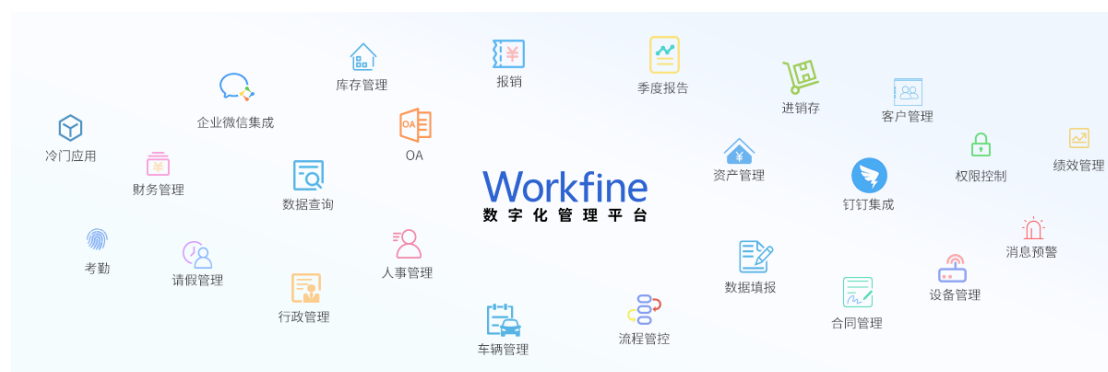 库存管理
报销
季度报告
进销存
客户管理
企业微信集成
OA
OA
冷门应用
财务管理
数据查询
Workfine
数字化管理平台
资产管理
钉钉集成
权限控制
绩效管理
考勤
请假管理
行政管理
人事管理
车辆管理
流程管控
数据填报
合同管理
设备管理
消息预警